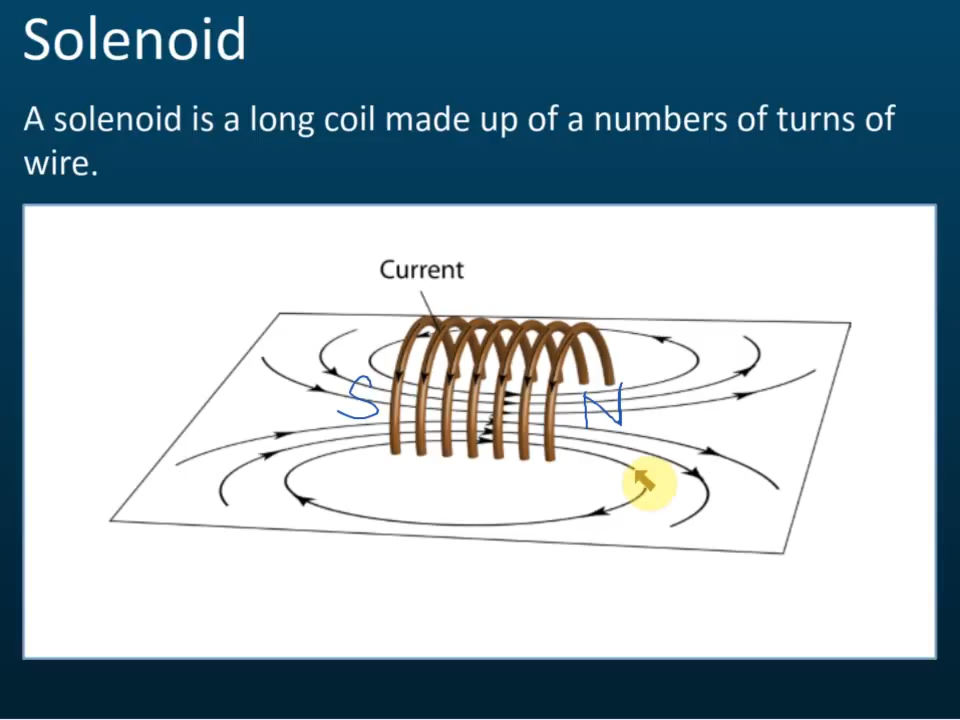 Solenoid
A solenoid is a long coil made up of a numbers of turns of
wire.
Current
S
N